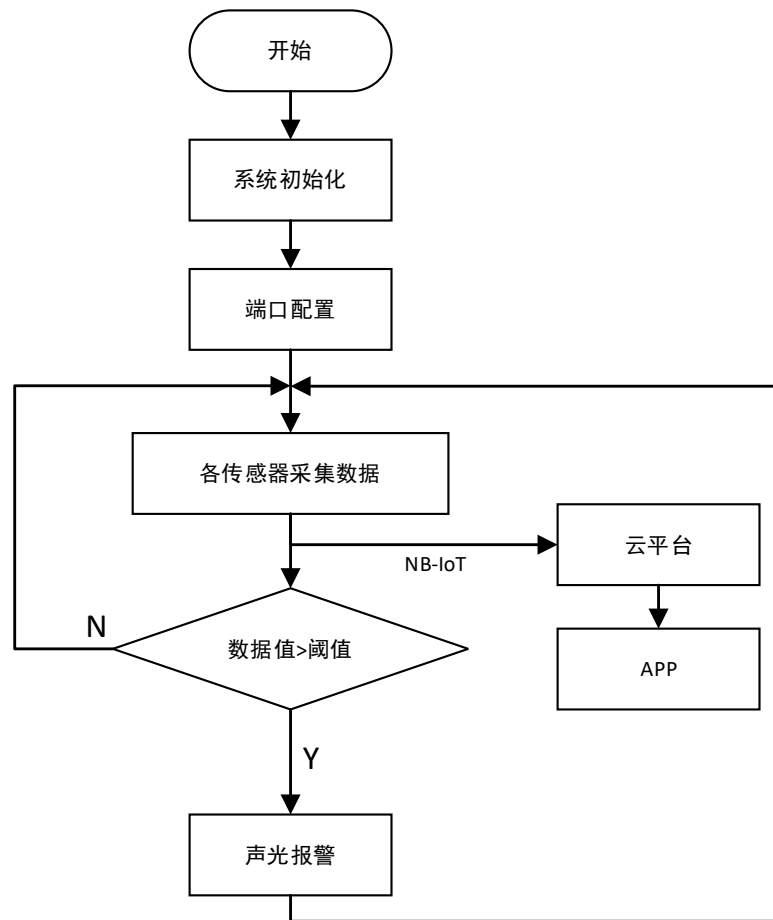 开始
系统初始化
端口配置
各传感器采集数据
云平台
NB-IoT
N
数据值>阈值
APP
Y
声光报警